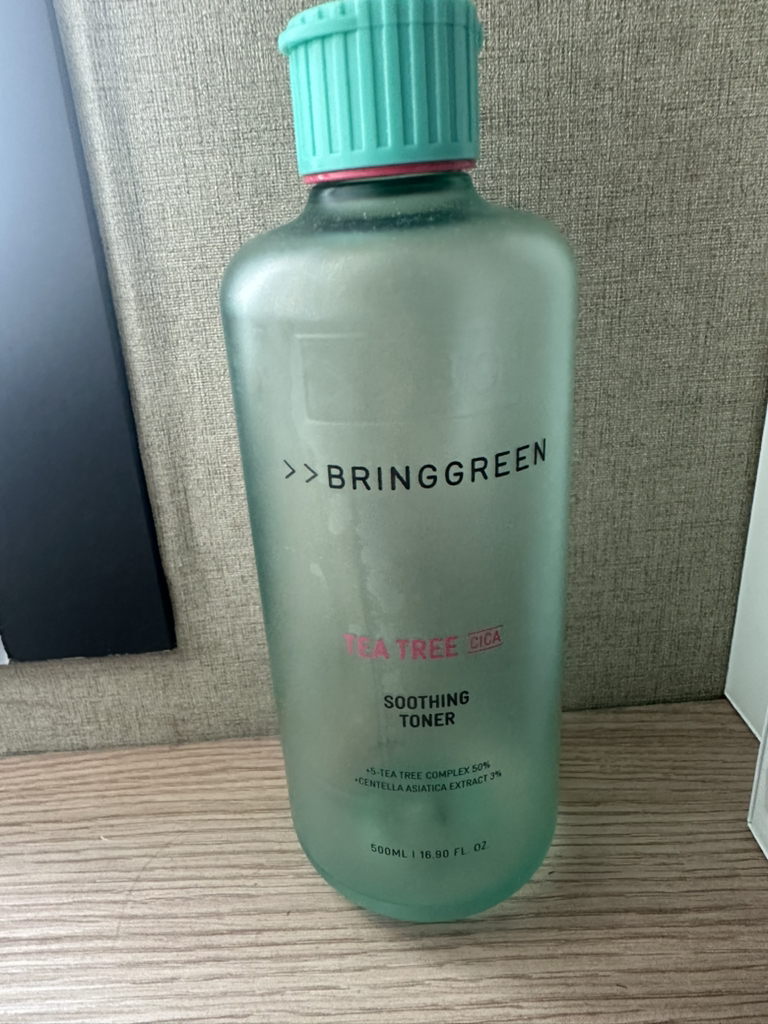 >>BRINGGREEN
TEA TREE CICA
SOOTHING
TONER
•5-TEA TREE COMPLEX 50%
•CENTELLA ASIATICA EXTRACT 3%
500ML | 16.90 FL. OZ.